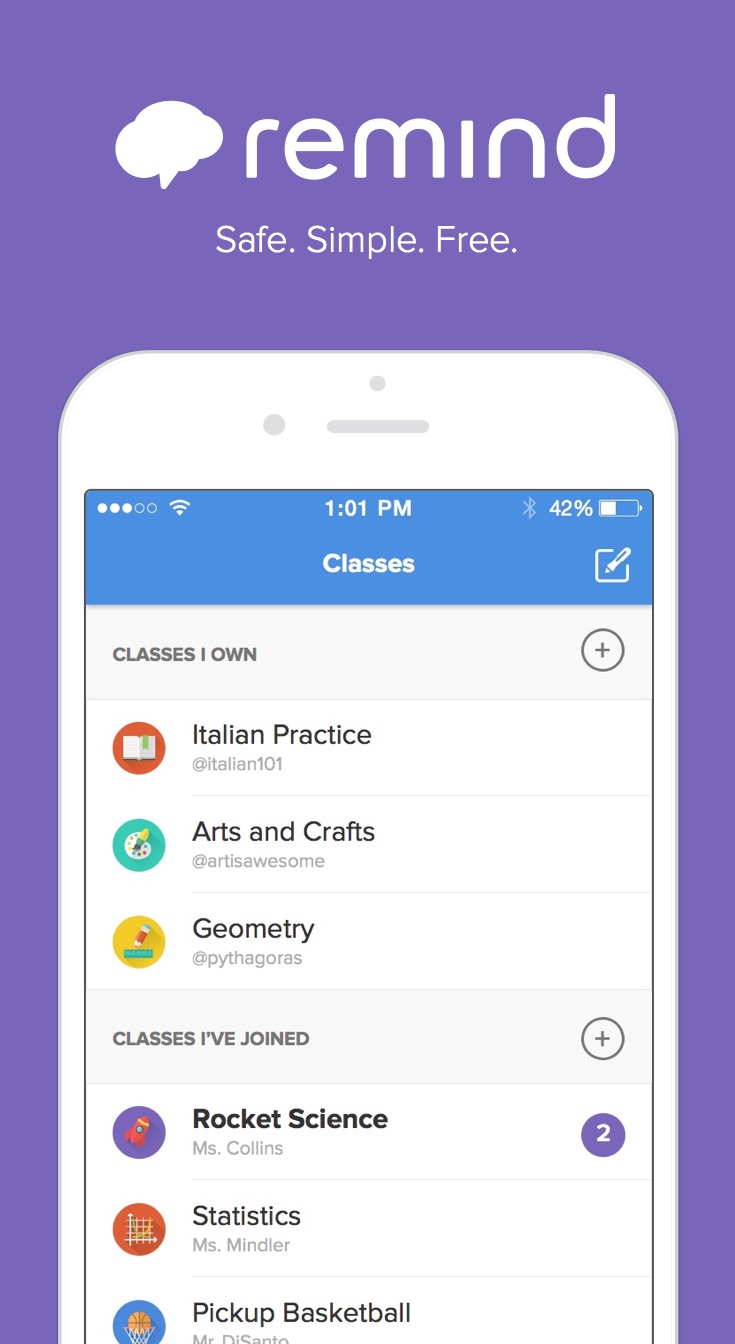 remind
Safe. Simple. Free.
1:01 PM
42%
Classes
CLASSES I OWN
Italian Practice
@italian101
Arts and Crafts
@artisawesome
Geometry
@pythagoras
CLASSES I’VE JOINED
Rocket Science
2
Ms. Collins
Statistics
Ms. Mindler
Pickup Basketball
Mr. DiSanto